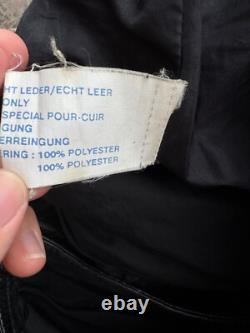 HT LEDER/ECHT LEER
ONLY
SPECIAL POUR-CUIR
GUNG
ERREINGUNG
RING : 100% POLYESTER
100% POLYESTER